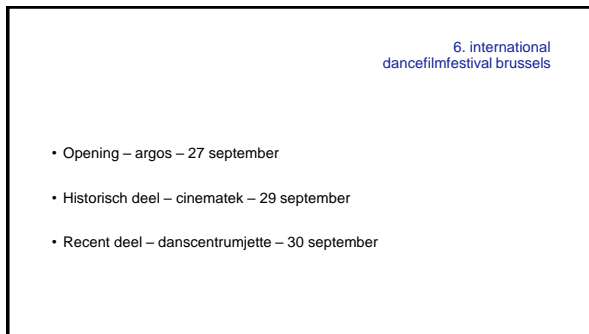 6. international
dancefilmfestival brussels
• Opening – argos – 27 september
• Historisch deel – cinematek – 29 september
• Recent deel – danscentrumjette – 30 september